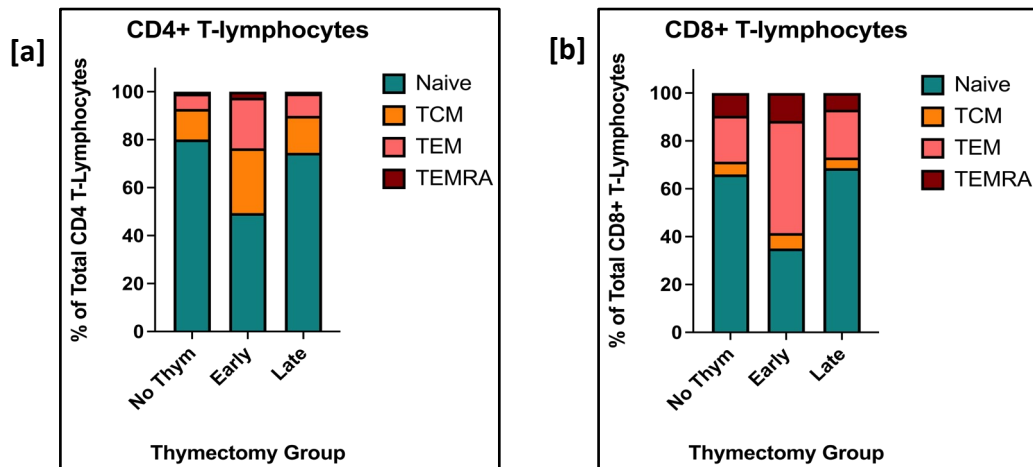 [a]
CD4+ T-lymphocytes
% of Total CD4 T-Lymphocytes
100
80
60
40
20
0
No Thym
Early
Late
Thymectomy Group
Naive
TCM
TEM
TEMRA
[b]
CD8+ T-lymphocytes
% of Total CD8+ T-Lymphocytes
100
80
60
40
20
0
No Thym
Early
Late
Thymectomy Group
Naive
TCM
TEM
TEMRA